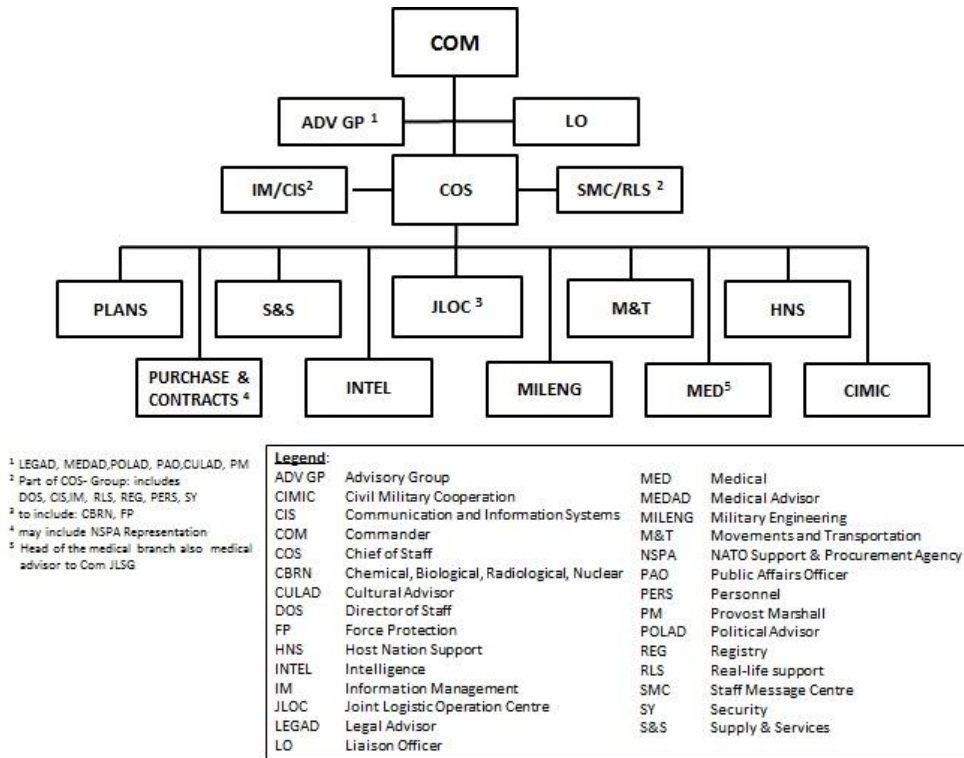 COM
ADV GP ¹
LO
IM/CIS²
COS
SMC/RLS ²
PLANS
S&S
JLOC ³
M&T
HNS
PURCHASE &
CONTRACTS ⁴
INTEL
MILENG
MED⁵
CIMIC
¹ LEGAD, MEDAD,POLAD, PAO,CULAD, PM
² Part of COS- Group: includes
DOS, CIS,IM, RLS, REG, PERS, SY
³ to include: CBRN, FP
⁴ may include NSPA Representation
⁵ Head of the medical branch also medical
advisor to Com JLSG
Legend:
ADV GP Advisory Group
CIMIC Civil Military Cooperation
CIS Communication and Information Systems
COM Commander
COS Chief of Staff
CBRN Chemical, Biological, Radiological, Nuclear
CULAD Cultural Advisor
DOS Director of Staff
FP Force Protection
HNS Host Nation Support
INTEL Intelligence
IM Information Management
JLOC Joint Logistic Operation Centre
LEGAD Legal Advisor
LO Liaison Officer
MED Medical
MEDAD Medical Advisor
MILENG Military Engineering
M&T Movements and Transportation
NSPA NATO Support & Procurement Agency
PAO Public Affairs Officer
PERS Personnel
PM Provost Marshall
POLAD Political Advisor
REG Registry
RLS Real-life support
SMC Staff Message Centre
SY Security
S&S Supply & Services